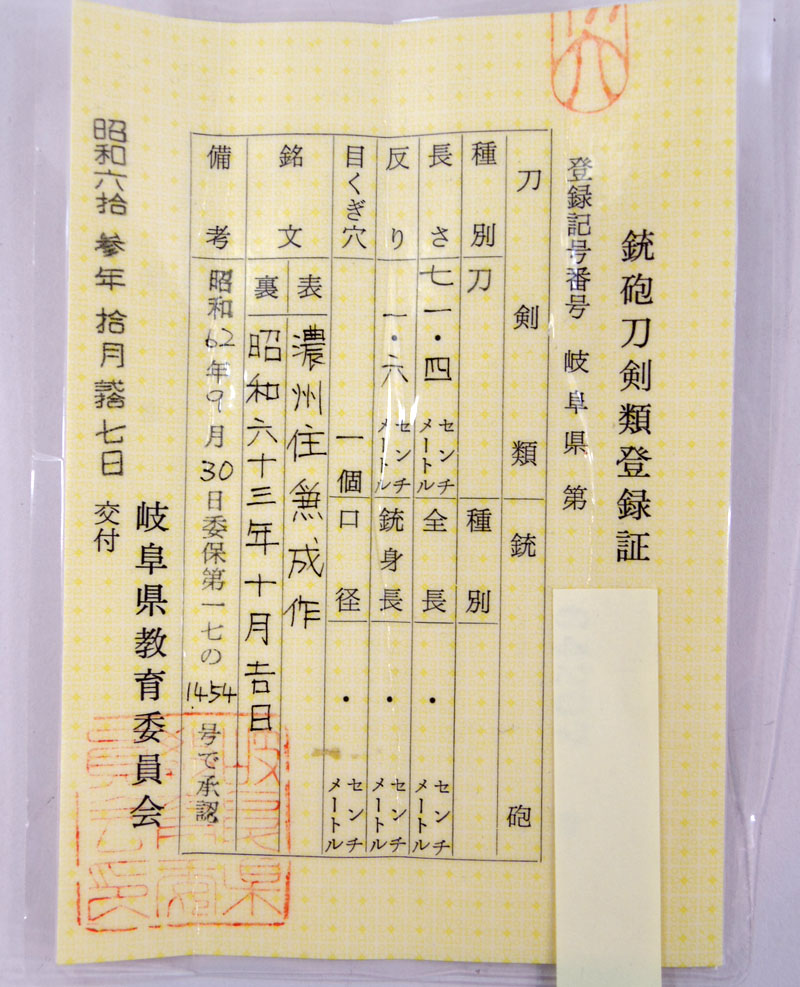 銃砲刀剣類登録証
登録記号番号 岐阜県 第
刀剣類
銃砲
種別 刀
種別
長さ 七一・四 センチメートル
全長 ・ センチメートル
反り 一・六 センチメートル
銃身長 ・ センチメートル
目くぎ穴 一個
口径 ・ センチメートル
銘文
表 濃州住兼成作
裏 昭和六十三年十月吉日
備考 昭和62年9月30日委保第一七の1454号で承認
岐阜県教育委員会
昭和六拾参年拾月弐拾七日 交付